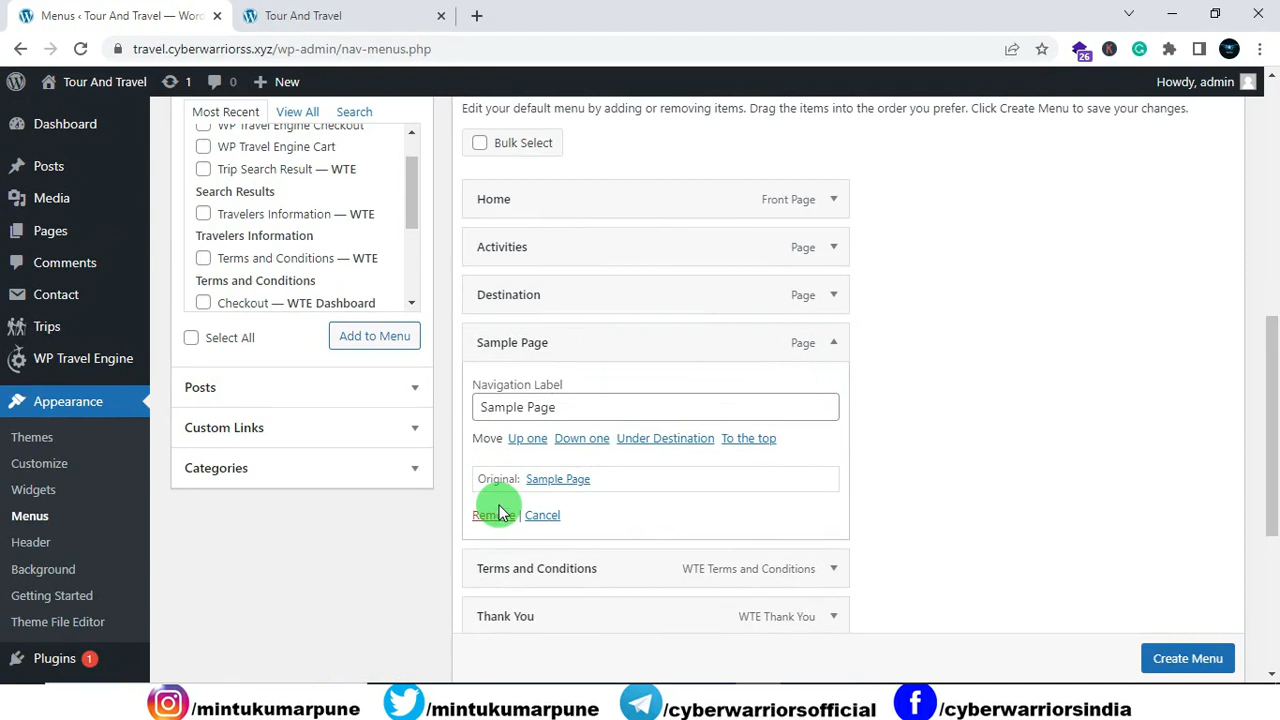 Menus ‹ Tour And Travel — Word
Tour And Travel
travel.cyberwarriorss.xyz/wp-admin/nav-menus.php
26
K
Tour And Travel
1
0
New
Howdy, admin
Dashboard
Posts
Media
Pages
Comments
Contact
Trips
WP Travel Engine
Appearance
Themes
Customize
Widgets
Menus
Header
Background
Getting Started
Theme File Editor
Plugins 1
Most Recent View All Search
WP Travel Engine Checkout
WP Travel Engine Cart
Trip Search Result — WTE
Search Results
Travelers Information — WTE
Travelers Information
Terms and Conditions — WTE
Terms and Conditions
Checkout — WTE Dashboard
Select All
Add to Menu
Posts
Custom Links
Categories
Edit your default menu by adding or removing items. Drag the items into the order you prefer. Click Create Menu to save your changes.
Bulk Select
Home Front Page
Activities Page
Destination Page
Sample Page Page
Navigation Label
Sample Page
Move Up one Down one Under Destination To the top
Original: Sample Page
Remove | Cancel
Terms and Conditions WTE Terms and Conditions
Thank You WTE Thank You
Create Menu
/mintukumarpune
/mintukumarpune
/cyberwarriorsofficial
/cyberwarriorsindia